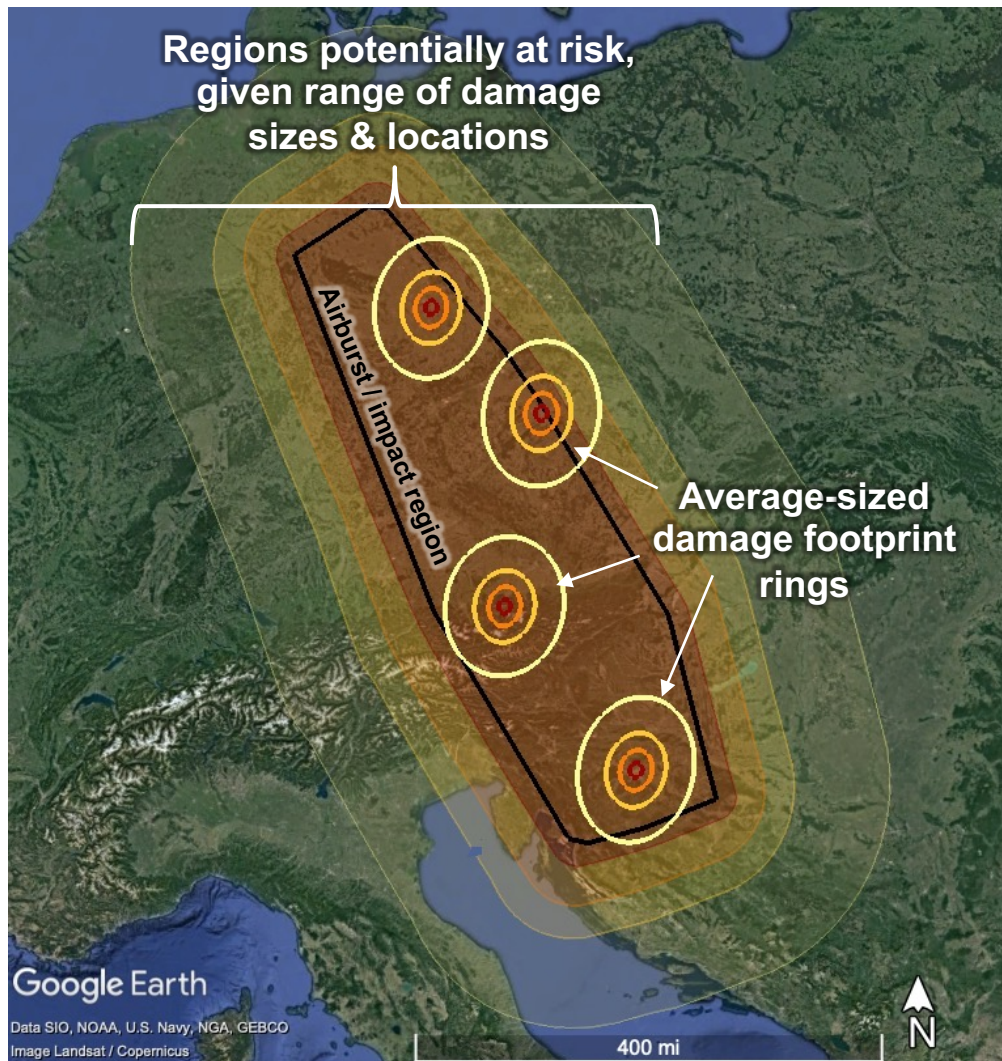 Regions potentially at risk,
given range of damage
sizes & locations
Airburst / impact region
Average-sized
damage footprint
rings
Google Earth
Data SIO, NOAA, U.S. Navy, NGA, GEBCO
Image Landsat / Copernicus
400 mi
N